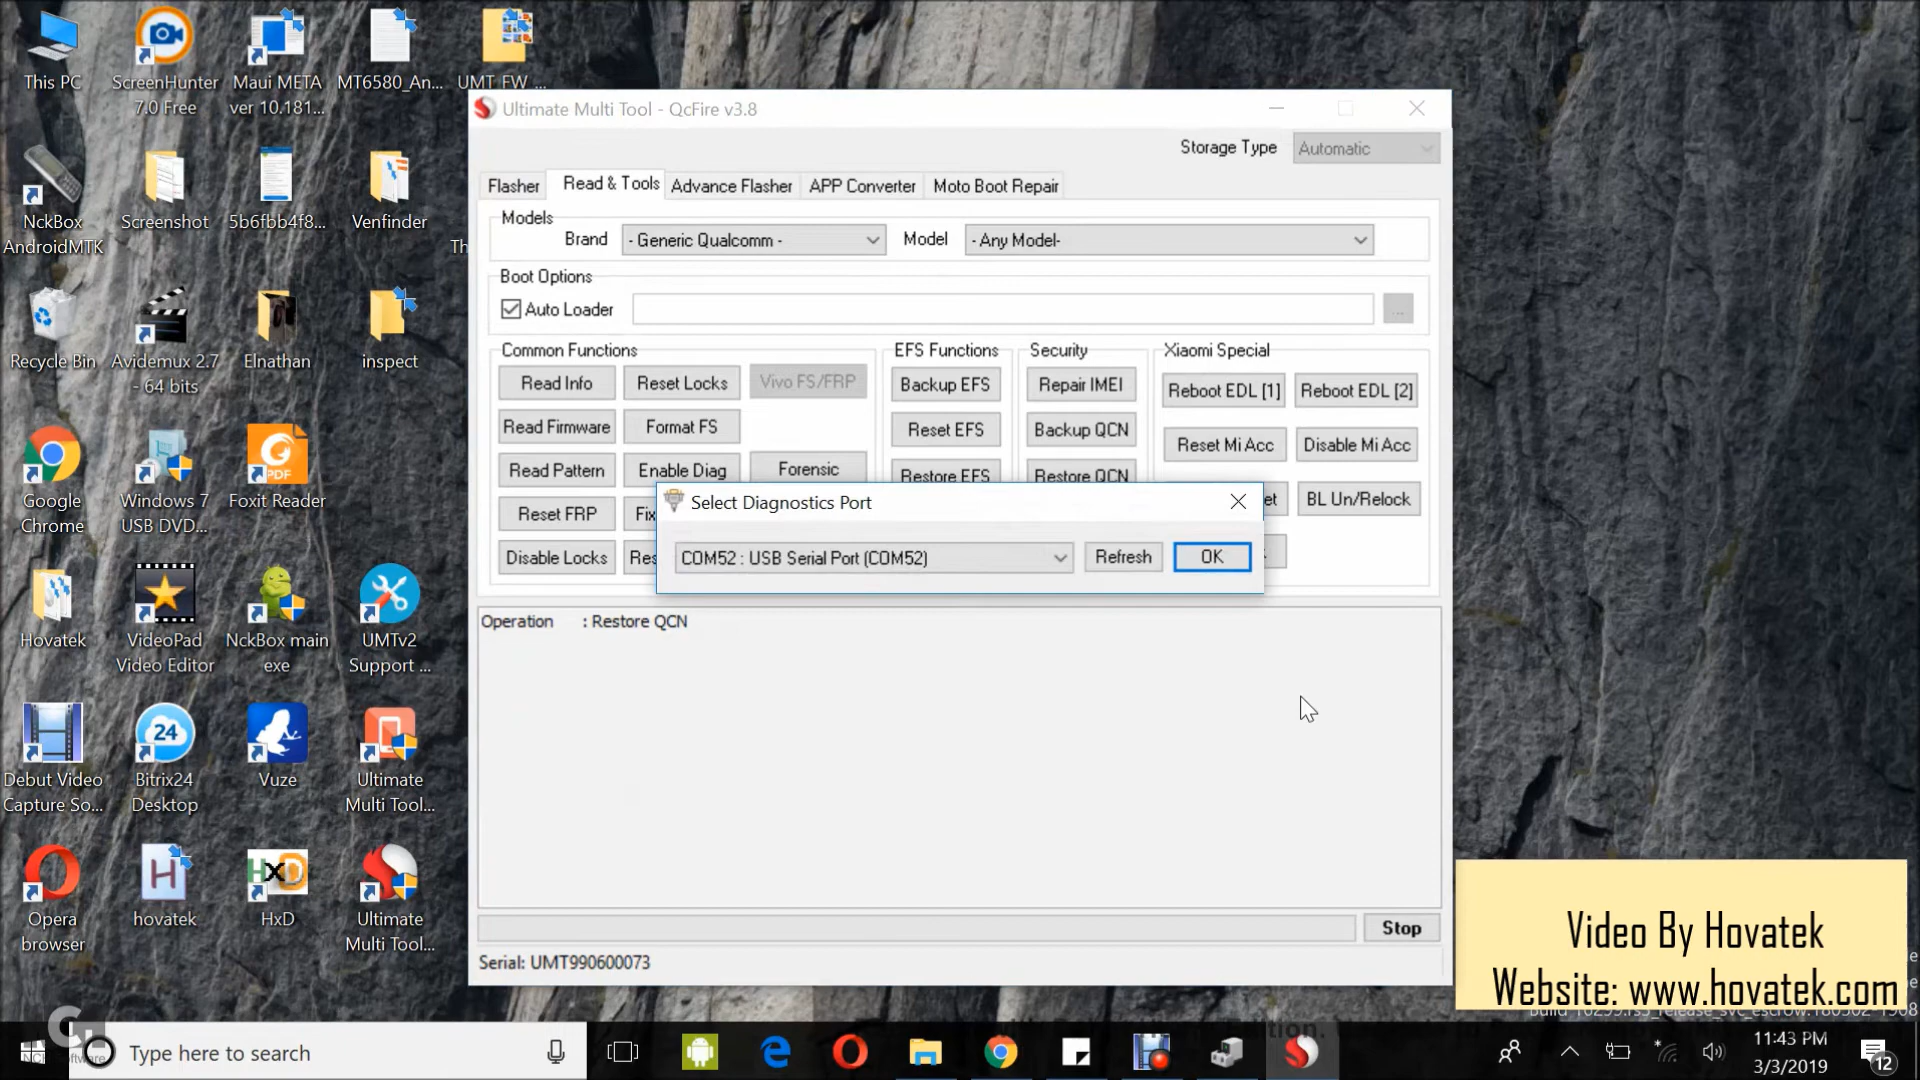 This PC
ScreenHunter
7.0 Free
Maui META
ver 10.181...
MT6580_An...
UMT_FW_...
NckBox
AndroidMTK
Screenshot
5b6fbb4f8...
Venfinder
Th
Recycle Bin
Avidemux 2.7
- 64 bits
Elnathan
inspect
Google
Chrome
Windows 7
USB DVD...
PDF
Foxit Reader
Hovatek
VideoPad
Video Editor
NckBox main
exe
UMTv2
Support ...
Debut Video
Capture So...
24
Bitrix24
Desktop
Vuze
Ultimate
Multi Tool...
Opera
browser
H
hovatek
HxD
HxD
Ultimate
Multi Tool...
Ultimate Multi Tool - QcFire v3.8
Storage Type
Automatic
Flasher
Read & Tools
Advance Flasher
APP Converter
Moto Boot Repair
Models
Brand
- Generic Qualcomm -
Model
- Any Model-
Boot Options
Auto Loader
...
Common Functions
EFS Functions
Security
Xiaomi Special
Read Info
Reset Locks
Vivo FS/FRP
Backup EFS
Repair IMEI
Reboot EDL [1]
Reboot EDL [2]
Read Firmware
Format FS
Reset EFS
Backup QCN
Reset Mi Acc
Disable Mi Acc
Read Pattern
Enable Diag
Forensic
Restore EFS
Restore QCN
et
BL Un/Relock
Reset FRP
Fix
Disable Locks
Res
Select Diagnostics Port
COM52 : USB Serial Port (COM52)
Refresh
OK
Operation : Restore QCN
Stop
Serial: UMT990600073
Video By Hovatek
Website: www.hovatek.com
Type here to search
11:43 PM
3/3/2019
12